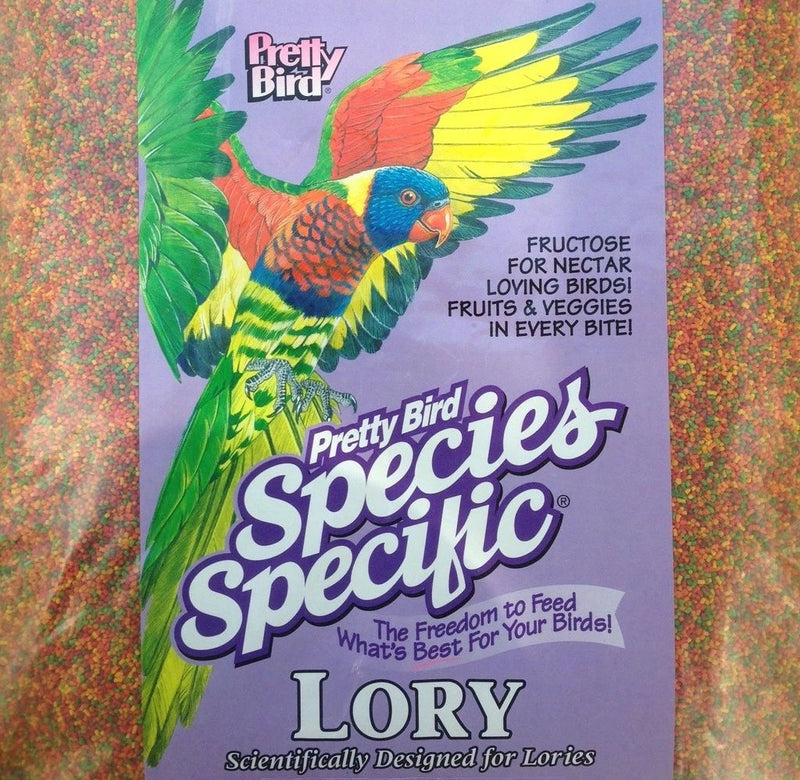 Pretty
Bird®
FRUCTOSE
FOR NECTAR
LOVING BIRDS!
FRUITS & VEGGIES
IN EVERY BITE!
Pretty Bird
Species
Specific®
The Freedom to Feed
What's Best For Your Birds!
LORY
Scientifically Designed for Lories